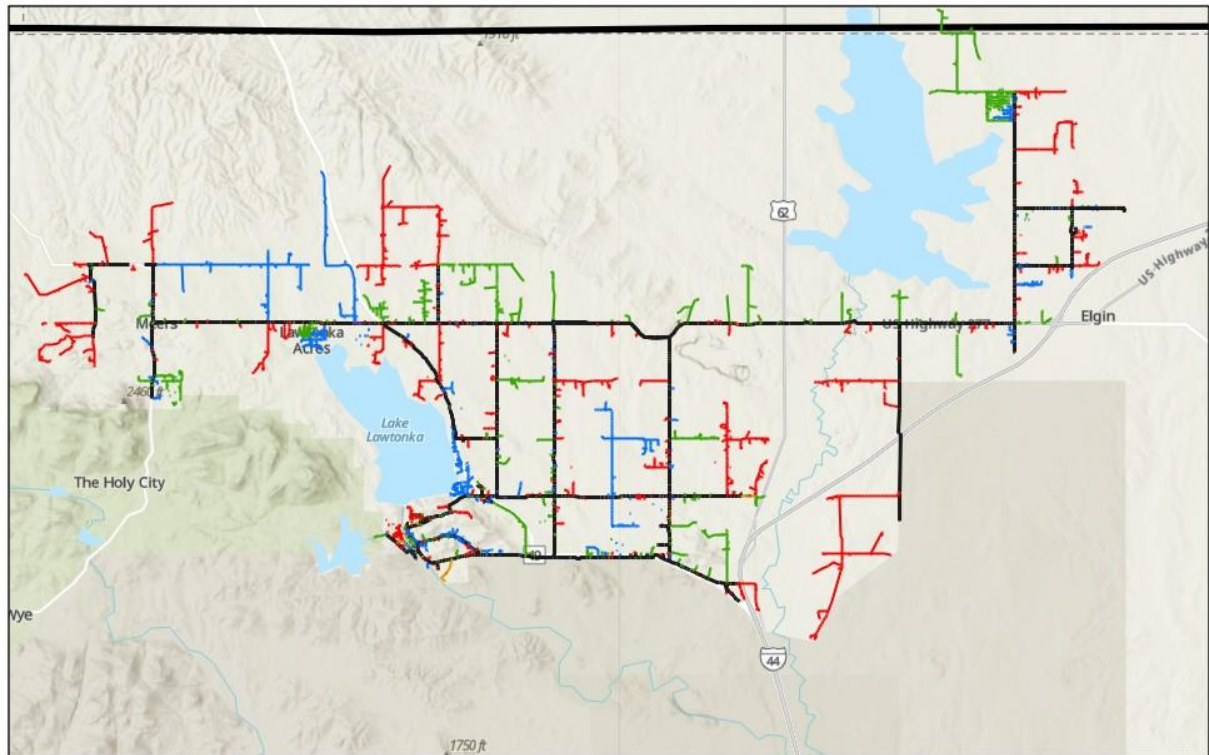 1910 ft
62
US Highway
Elgin
Meers
Lawtonka
Acres
US Highway 277
2460 ft
Lake
Lawtonka
The Holy City
49
Wye
44
1750 ft